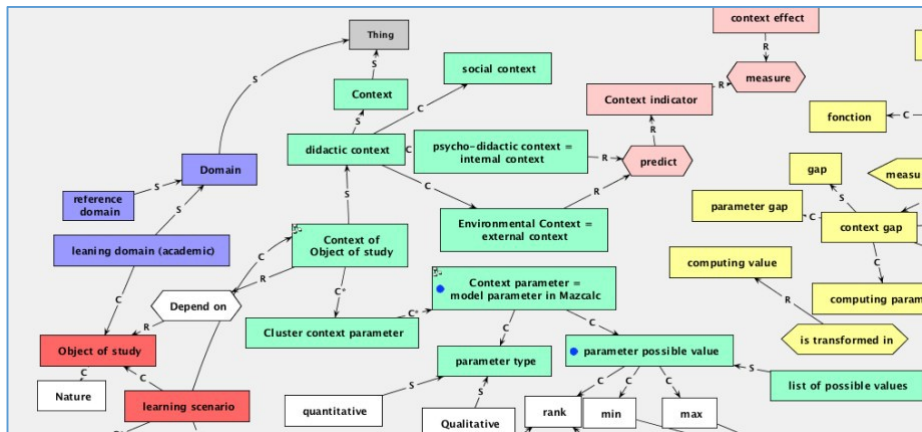 context effect
Thing
R
S
S
social context
measure
Context
C
R
Context indicator
S
fonction
C
didactic context
C
psycho-didactic context =
internal context
R
R
predict
Domain
gap
measu
S
reference
domain
S
S
C
R
S
parameter gap
C
context gap
Environmental Context =
external context
leaning domain (academic)
Context of
Object of study
C
R
computing value
C
Context parameter =
model parameter in Mazcalc
C
Depend on
C*
computing param
R
R
Cluster context parameter
C*
C
C
is transformed in
Object of study
parameter type
parameter possible value
C
C
S
C
C
C
S
list of possible values
Nature
learning scenario
quantitative
S
Qualitative
rank
min
max